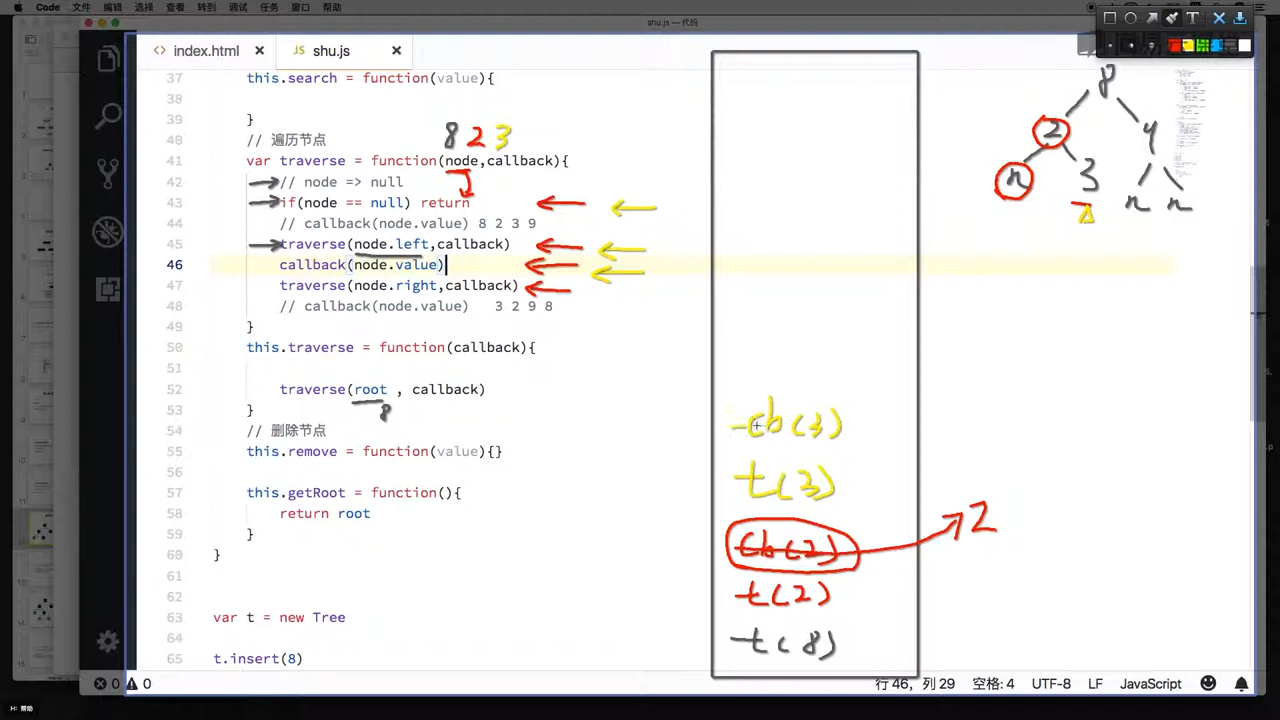 Code 文件 编辑 选择 查看 转到 调试 任务 窗口 帮助
shu.js — 代码
index.html
shu.js
37 this.search = function(value){
38
39 }
40 // 遍历节点
8 2 3
41 var traverse = function(node,callback){
42 // node => null
43 if(node == null) return
44 // callback(node.value) 8 2 3 9
45 traverse(node.left,callback)
46 callback(node.value)
47 traverse(node.right,callback)
48 // callback(node.value) 3 2 9 8
49 }
50 this.traverse = function(callback){
51
52 traverse(root , callback)
8
53 }
54 // 删除节点
55 this.remove = function(value){}
56
57 this.getRoot = function(){
58 return root
59 }
60 }
61
62
63 var t = new Tree
64
65 t.insert(8)
8
2 4
n 3 n n
cb(3)
t(3)
cb(2) 2
t(2)
t(8)
0 0 行 46，列 29 空格: 4 UTF-8 LF JavaScript
帮助